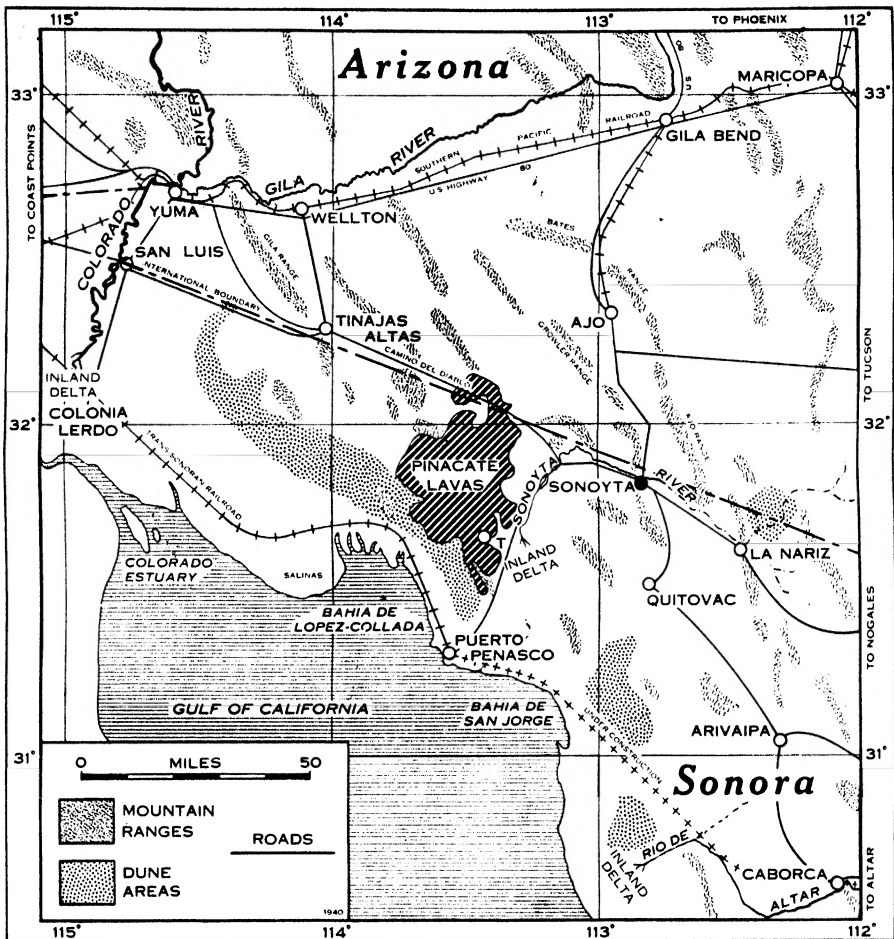 115°
114°
113°
TO PHOENIX
112°
Arizona
MARICOPA
33°
33°
US 80
TO COAST POINTS
RIVER
GILA
RIVER
SOUTHERN PACIFIC RAILROAD
U.S. HIGHWAY 80
GILA BEND
YUMA
WELLTON
COLORADO
SAN LUIS
GILA RANGE
BATES
RANGE
INTERNATIONAL BOUNDARY
TINAJAS
ALTAS
AJO
GROWLER RANGE
CAMINO DEL DIABLO
TO TUCSON
INLAND
DELTA
COLONIA
LERDO
32°
32°
AJO RANGE
TRANS-SONORAN RAILROAD
PINACATE
LAVAS
SONOYTA
SONOYTA
RIVER
T
INLAND
DELTA
LA NARIZ
COLORADO
ESTUARY
SALINAS
QUITOVAC
BAHIA DE
LOPEZ-COLLADA
TO NOGALES
PUERTO
PENASCO
GULF OF CALIFORNIA
BAHIA DE
SAN JORGE
UNDER CONSTRUCTION
ARIVAIPA
31°
31°
Sonora
0 MILES 50
MOUNTAIN
RANGES
ROADS
DUNE
AREAS
1940
INLAND
DELTA
RIO DE
ALTAR
CABORCA
TO ALTAR
115°
114°
113°
112°